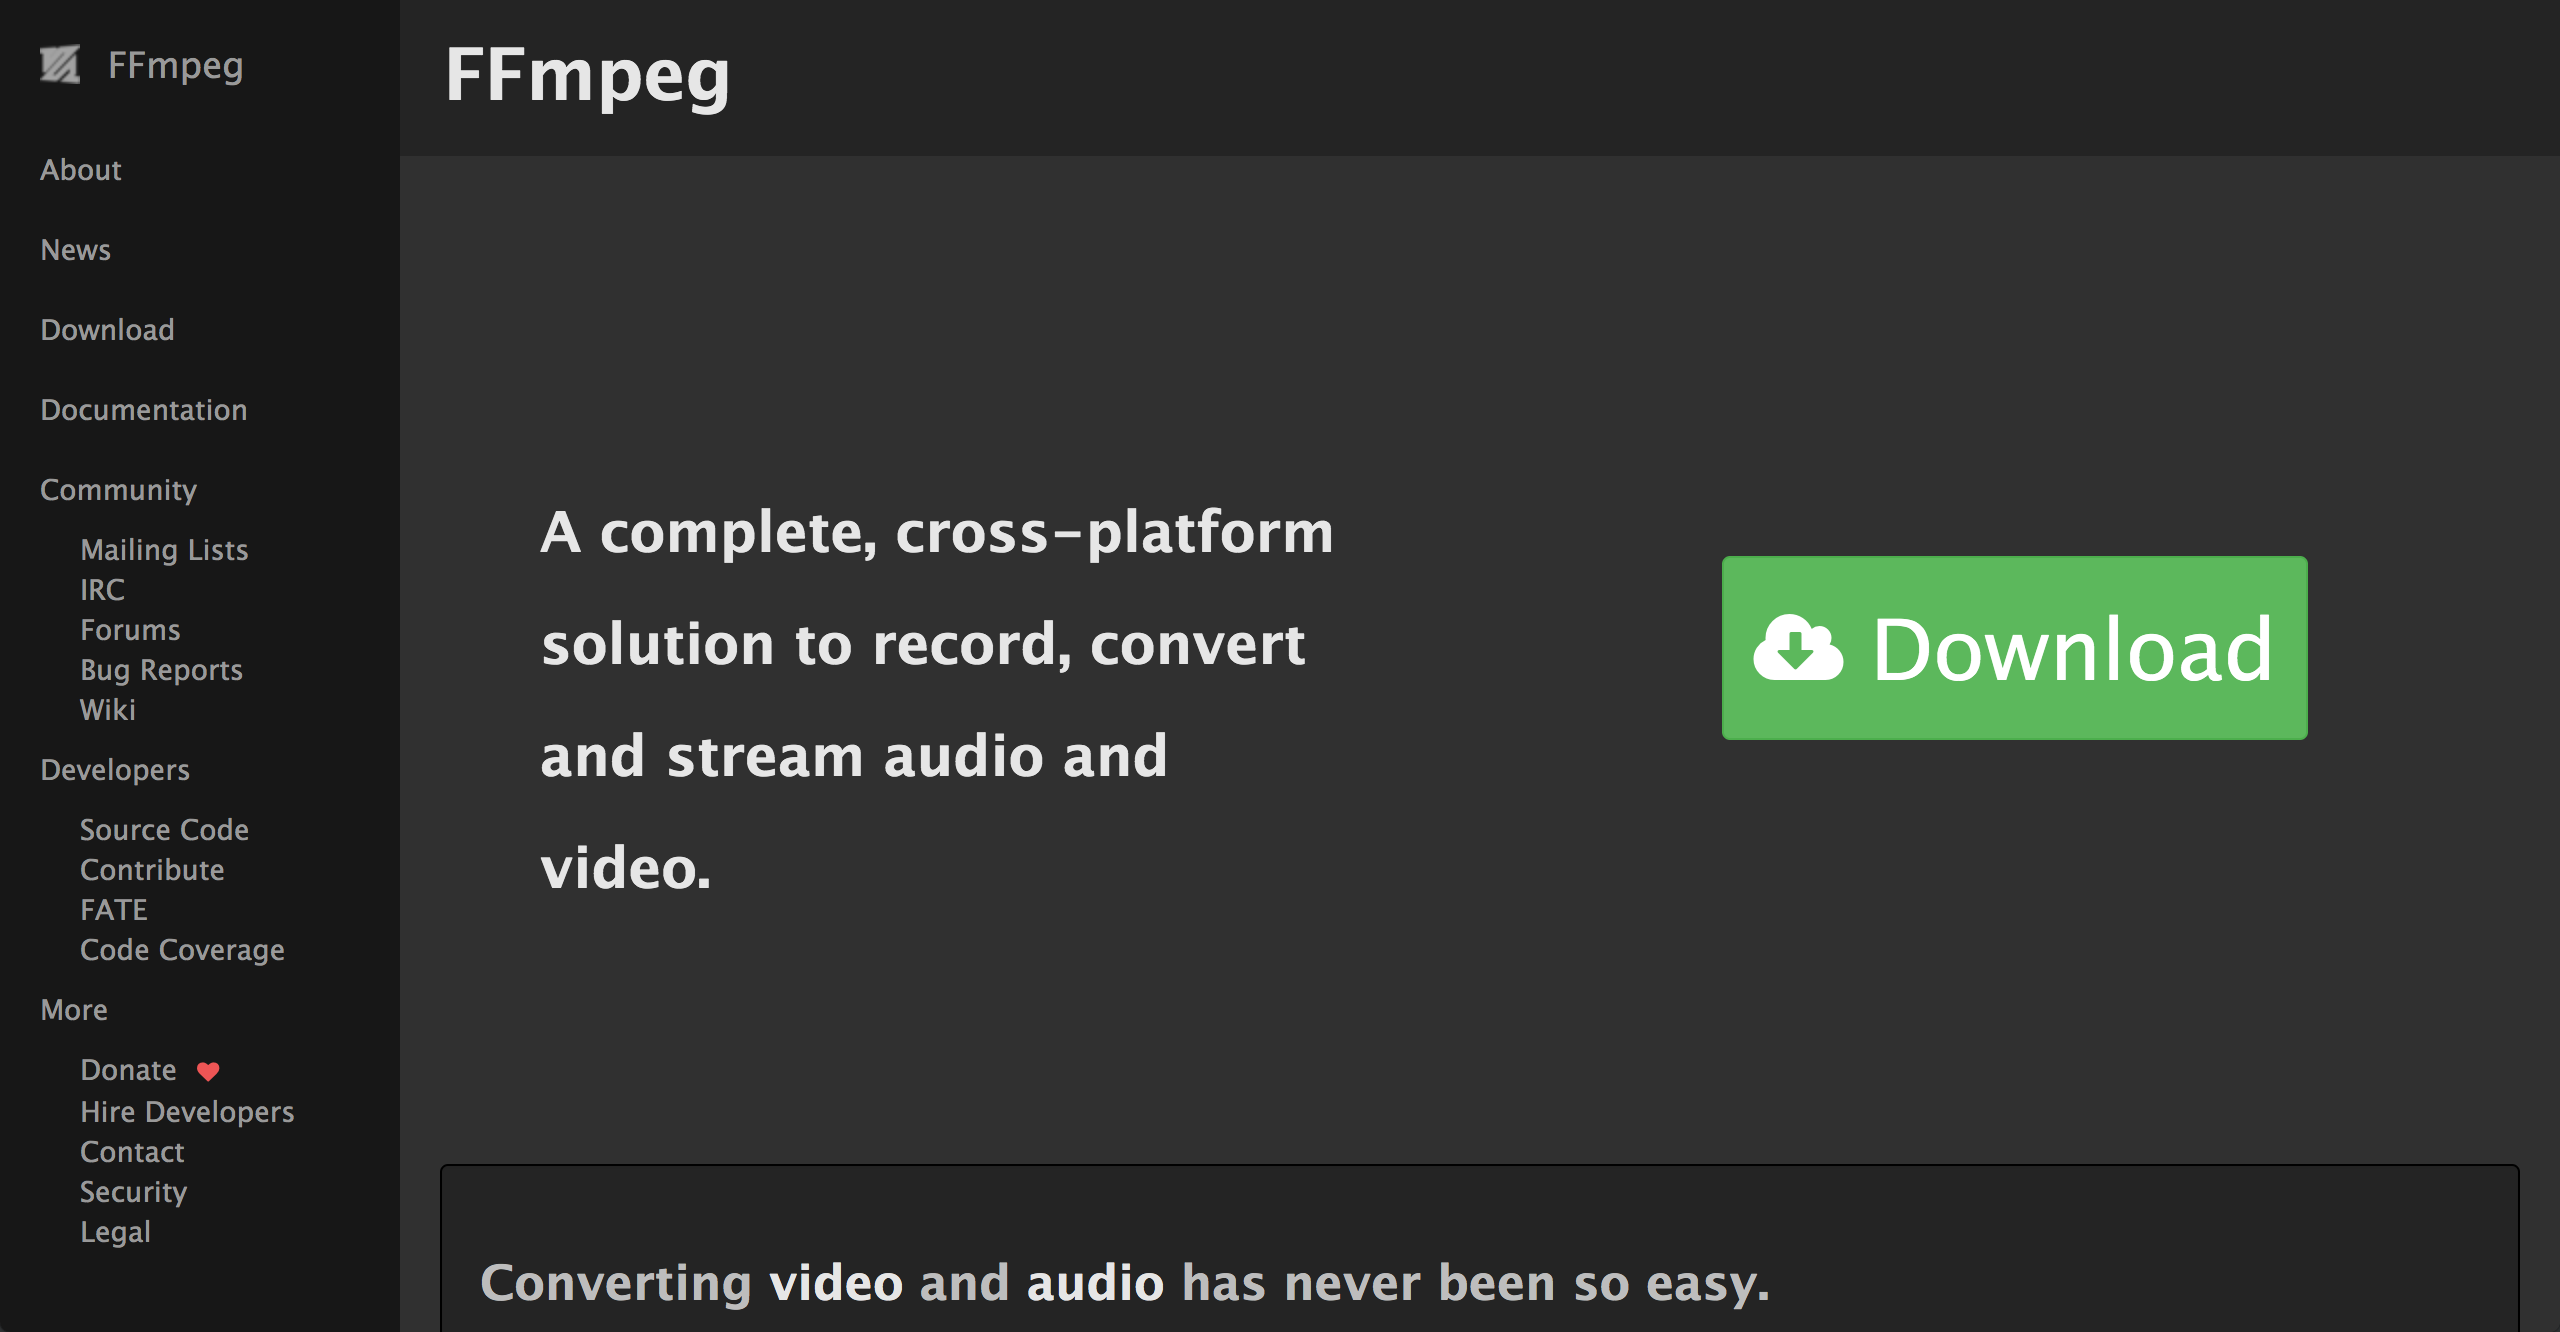 FFmpeg
About
News
Download
Documentation
Community
Mailing Lists
IRC
Forums
Bug Reports
Wiki
Developers
Source Code
Contribute
FATE
Code Coverage
More
Donate
Hire Developers
Contact
Security
Legal
FFmpeg
A complete, cross-platform
solution to record, convert
and stream audio and
video.
Download
Converting video and audio has never been so easy.